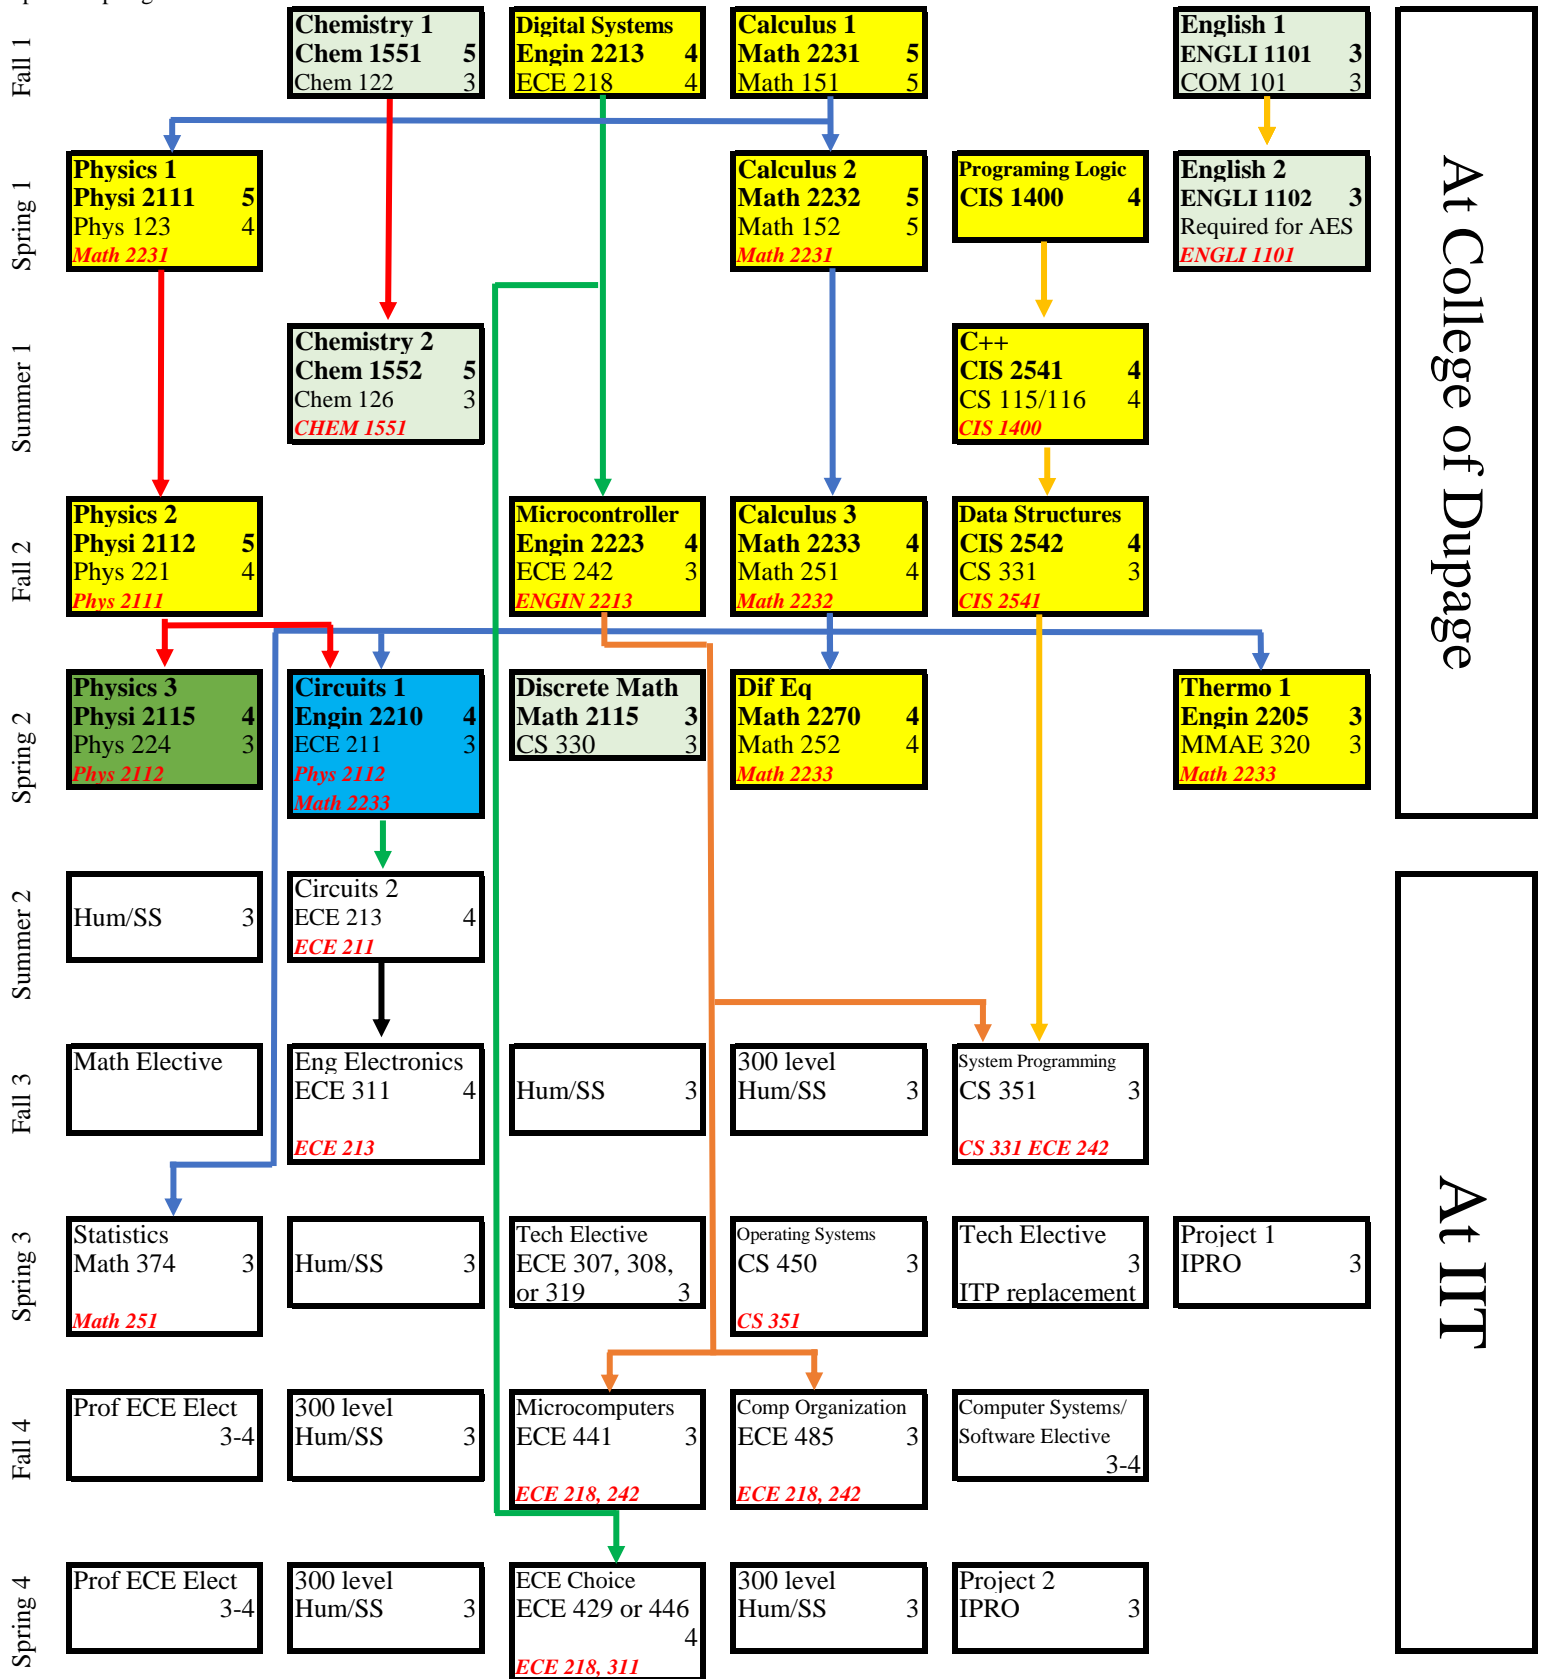 Fall 1
Chemistry 1
Chem 1551 5
Chem 122 3
Digital Systems
Engin 2213 4
ECE 218 4
Calculus 1
Math 2231 5
Math 151 5
English 1
ENGLI 1101 3
COM 101 3
Spring 1
Physics 1
Physi 2111 5
Phys 123 4
Math 2231
Calculus 2
Math 2232 5
Math 152 5
Math 2231
Programing Logic
CIS 1400 4
English 2
ENGLI 1102 3
Required for AES
ENGLI 1101
Summer 1
Chemistry 2
Chem 1552 5
Chem 126 3
CHEM 1551
C++
CIS 2541 4
CS 115/116 4
CIS 1400
Fall 2
Physics 2
Physi 2112 5
Phys 221 4
Phys 2111
Microcontroller
Engin 2223 4
ECE 242 3
ENGIN 2213
Calculus 3
Math 2233 4
Math 251 4
Math 2232
Data Structures
CIS 2542 4
CS 331 3
CIS 2541
Spring 2
Physics 3
Physi 2115 4
Phys 224 3
Phys 2112
Circuits 1
Engin 2210 4
ECE 211 3
Phys 2112
Math 2233
Discrete Math
Math 2115 3
CS 330 3
Dif Eq
Math 2270 4
Math 252 4
Math 2233
Thermo 1
Engin 2205 3
MMAE 320 3
Math 2233
At College of Dupage
Summer 2
Hum/SS 3
Circuits 2
ECE 213 4
ECE 211
Fall 3
Math Elective
Eng Electronics
ECE 311 4
ECE 213
Hum/SS 3
300 level
Hum/SS 3
System Programming
CS 351 3
CS 331 ECE 242
Spring 3
Statistics
Math 374 3
Math 251
Hum/SS 3
Tech Elective
ECE 307, 308,
or 319 3
Operating Systems
CS 450 3
CS 351
Tech Elective
3
ITP replacement
Project 1
IPRO 3
Fall 4
Prof ECE Elect
3-4
300 level
Hum/SS 3
Microcomputers
ECE 441 3
ECE 218, 242
Comp Organization
ECE 485 3
ECE 218, 242
Computer Systems/
Software Elective
3-4
Spring 4
Prof ECE Elect
3-4
300 level
Hum/SS 3
ECE Choice
ECE 429 or 446
4
ECE 218, 311
300 level
Hum/SS 3
Project 2
IPRO 3
At IIT